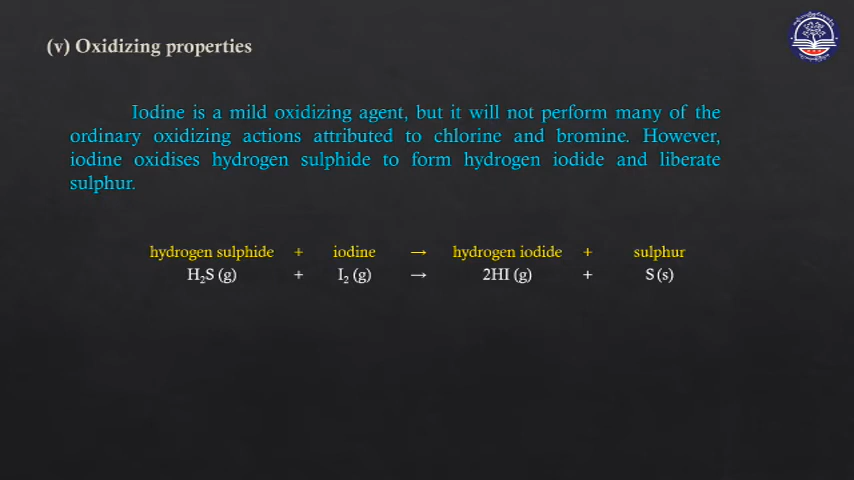 (v) Oxidizing properties
Iodine is a mild oxidizing agent, but it will not perform many of the
ordinary oxidizing actions attributed to chlorine and bromine. However,
iodine oxidises hydrogen sulphide to form hydrogen iodide and liberate
sulphur.
hydrogen sulphide + iodine → hydrogen iodide + sulphur
H₂S (g) + I₂ (g) → 2HI (g) + S (s)